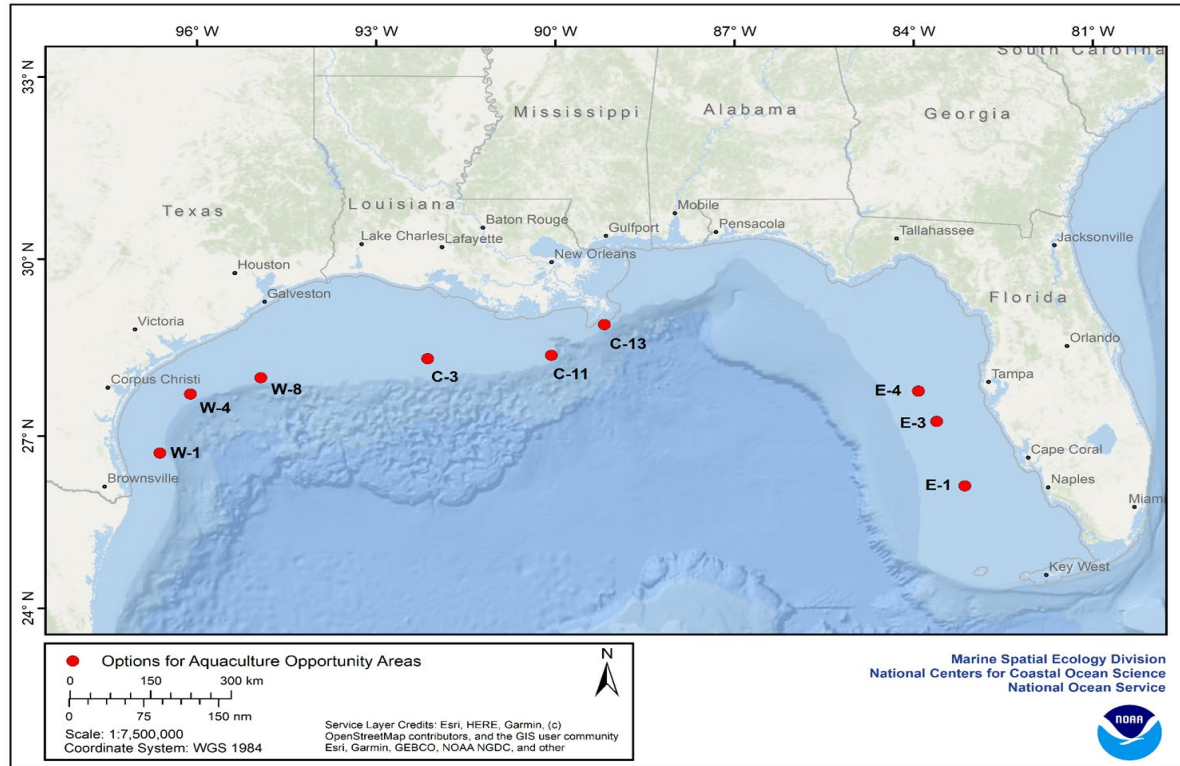 96° W 93° W 90° W 87° W 84° W 81° W
33° N
30° N
27° N
24° N
South Carolina
Mississippi
Alabama
Georgia
Texas
Louisiana
Mobile
Baton Rouge
Pensacola
Gulfport
Tallahassee
Lake Charles
Lafayette
Jacksonville
New Orleans
Houston
Galveston
Florida
Victoria
C-13
Orlando
C-3
C-11
Corpus Christi
W-8
Tampa
W-4
E-4
E-3
W-1
Cape Coral
Brownsville
E-1
Naples
Miami
Key West
Options for Aquaculture Opportunity Areas
0 150 300 km
0 75 150 nm
Scale: 1:7,500,000
Coordinate System: WGS 1984
N
Service Layer Credits: Esri, HERE, Garmin, (c)
OpenStreetMap contributors, and the GIS user community
Esri, Garmin, GEBCO, NOAA NGDC, and other
Marine Spatial Ecology Division
National Centers for Coastal Ocean Science
National Ocean Service
NOAA